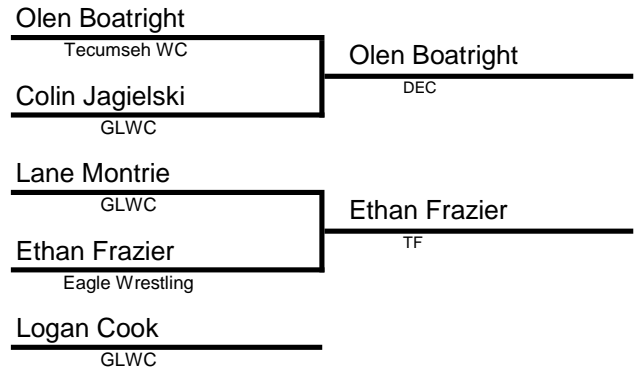 Olen Boatright
Tecumseh WC
Olen Boatright
DEC
Colin Jagielski
GLWC
Lane Montrie
GLWC
Ethan Frazier
TF
Ethan Frazier
Eagle Wrestling
Logan Cook
GLWC